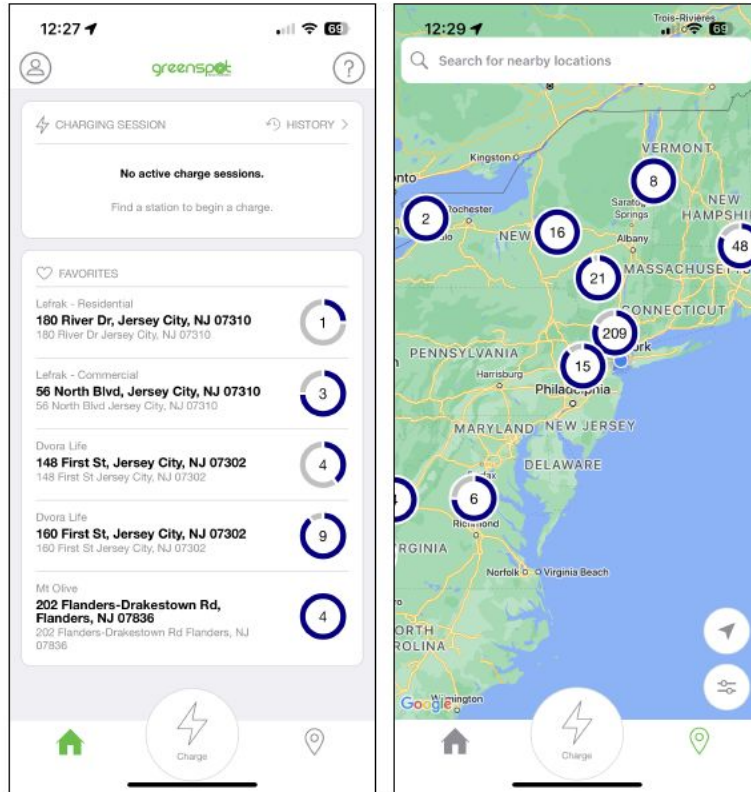 12:27
69
greenspot
?
CHARGING SESSION
HISTORY >
No active charge sessions.
Find a station to begin a charge.
FAVORITES
Lefrak - Residential
180 River Dr, Jersey City, NJ 07310
180 River Dr Jersey City, NJ 07310
1
Lefrak - Commercial
56 North Blvd, Jersey City, NJ 07310
56 North Blvd Jersey City, NJ 07310
3
Dvora Life
148 First St, Jersey City, NJ 07302
148 First St Jersey City, NJ 07302
4
Dvora Life
160 First St, Jersey City, NJ 07302
160 First St Jersey City, NJ 07302
9
Mt Olive
202 Flanders-Drakestown Rd,
Flanders, NJ 07836
202 Flanders-Drakestown Rd Flanders, NJ
07836
4
Charge
12:29
69
Trois-Rivières
Search for nearby locations
Kingston
VERMONT
nto
8
Rochester
2
lo
NEW
16
Saratog
Springs
NEW
HAMPSHI
48
Albany
21
MASSACHUSE
CONNECTICUT
209
rk
PENNSYLVANIA
15
Harrisburg
Philadelphia
MARYLAND
NEW JERSEY
DELAWARE
6
Richmond
RGINIA
Norfolk
Virginia Beach
ORTH
ROLINA
Google
mington
Charge